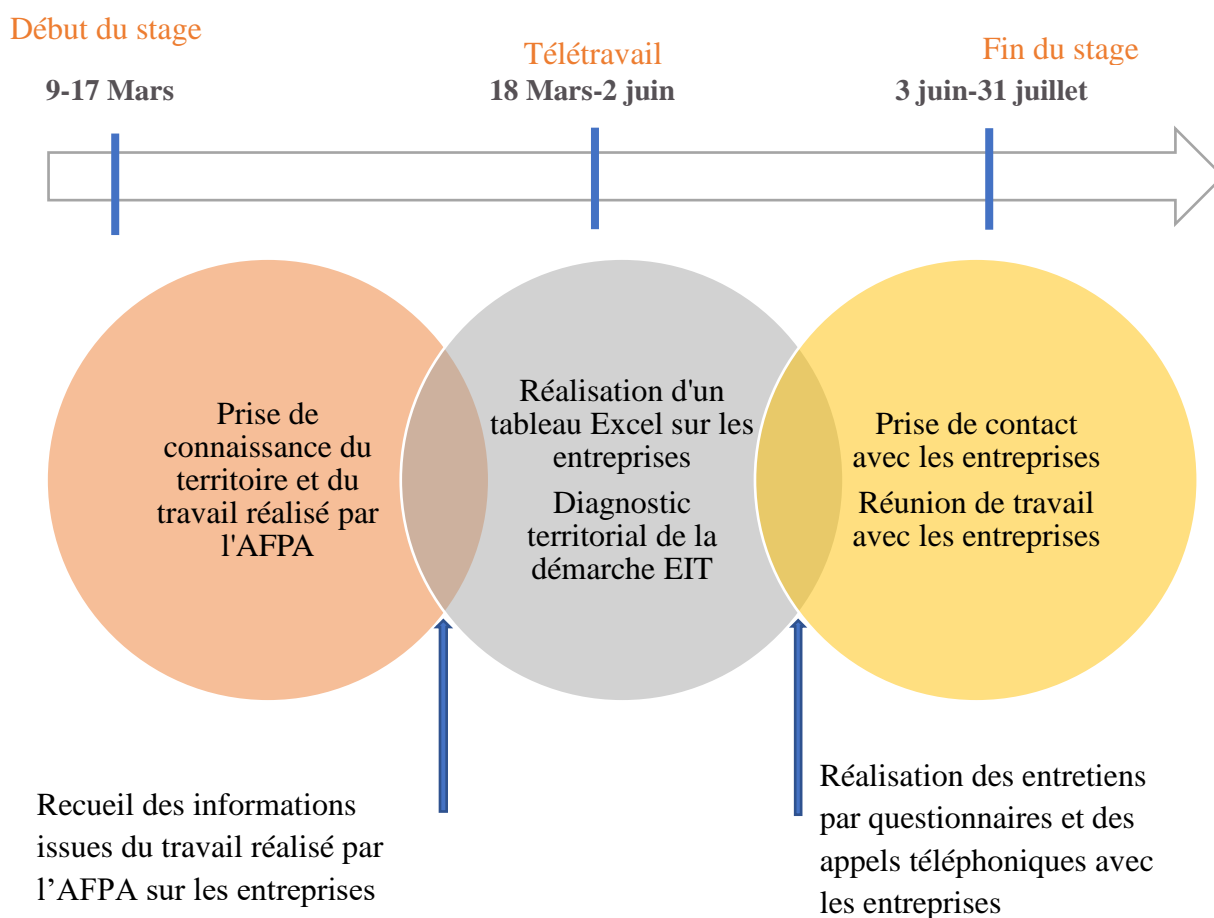 Début du stage
Télétravail
Fin du stage
9-17 Mars
18 Mars-2 juin
3 juin-31 juillet
Prise de
connaissance du
territoire et du
travail réalisé par
l'AFPA
Réalisation d'un
tableau Excel sur les
entreprises
Diagnostic
territorial de la
démarche EIT
Prise de contact
avec les entreprises
Réunion de travail
avec les entreprises
Recueil des informations
issues du travail réalisé par
l’AFPA sur les entreprises
Réalisation des entretiens
par questionnaires et des
appels téléphoniques avec
les entreprises